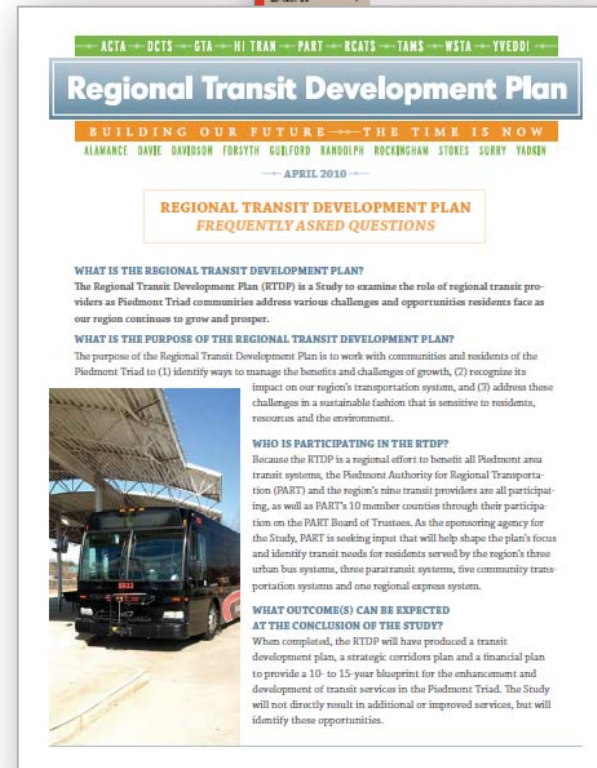 ACTA DCTS GTA HI TRAN PART RCATS TAMS WSTA YVEDDI
Regional Transit Development Plan
BUILDING OUR FUTURE THE TIME IS NOW
ALAMANCE DAVIE DAVIDSON FORSYTH GUILFORD RANDOLPH ROCKINGHAM STOKES SURRY YADKIN
APRIL 2010
REGIONAL TRANSIT DEVELOPMENT PLAN
FREQUENTLY ASKED QUESTIONS
WHAT IS THE REGIONAL TRANSIT DEVELOPMENT PLAN?
The Regional Transit Development Plan (RTDP) is a Study to examine the role of regional transit pro-
viders as Piedmont Triad communities address various challenges and opportunities residents face as
our region continues to grow and prosper.
WHAT IS THE PURPOSE OF THE REGIONAL TRANSIT DEVELOPMENT PLAN?
The purpose of the Regional Transit Development Plan is to work with communities and residents of the
Piedmont Triad to (1) identify ways to manage the benefits and challenges of growth, (2) recognize its
impact on our region's transportation system, and (3) address these
challenges in a sustainable fashion that is sensitive to residents,
resources and the environment.
WHO IS PARTICIPATING IN THE RTDP?
Because the RTDP is a regional effort to benefit all Piedmont area
transit systems, the Piedmont Authority for Regional Transporta-
tion (PART) and the region's nine transit providers are all participat-
ing, as well as PART's 10 member counties through their participa-
tion on the PART Board of Trustees. As the sponsoring agency for
the Study, PART is seeking input that will help shape the plan's focus
and identify transit needs for residents served by the region's three
urban bus systems, three paratransit systems, five community trans-
portation systems and one regional express system.
WHAT OUTCOME(S) CAN BE EXPECTED
AT THE CONCLUSION OF THE STUDY?
When completed, the RTDP will have produced a transit
development plan, a strategic corridors plan and a financial plan
to provide a 10- to 15-year blueprint for the enhancement and
development of transit services in the Piedmont Triad. The Study
will not directly result in additional or improved services, but will
identify these opportunities.